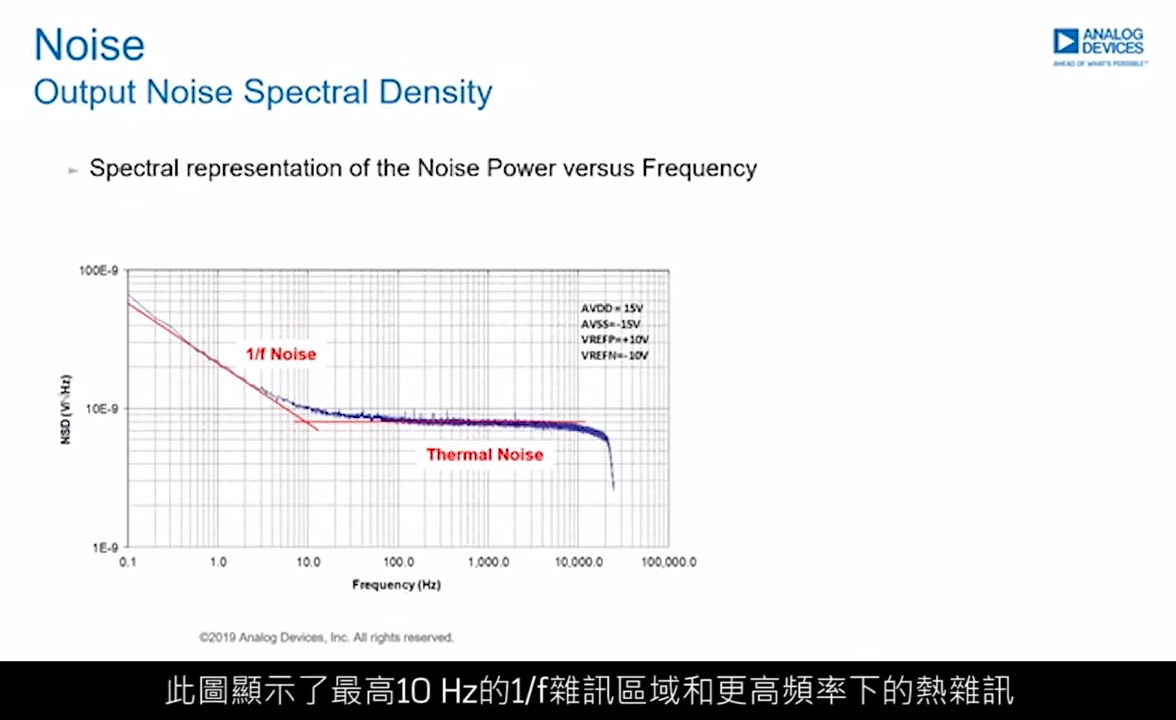 Noise
Output Noise Spectral Density
ANALOG
DEVICES
AHEAD OF WHAT'S POSSIBLE™
Spectral representation of the Noise Power versus Frequency
100E-9
10E-9
1E-9
NSD (V/√Hz)
1/f Noise
Thermal Noise
AVDD = 15V
AVSS=-15V
VREFP=+10V
VREFN=-10V
0.1 1.0 10.0 100.0 1,000.0 10,000.0 100,000.0
Frequency (Hz)
©2019 Analog Devices, Inc. All rights reserved.
此圖顯示了最高10 Hz的1/f雜訊區域和更高頻率下的熱雜訊